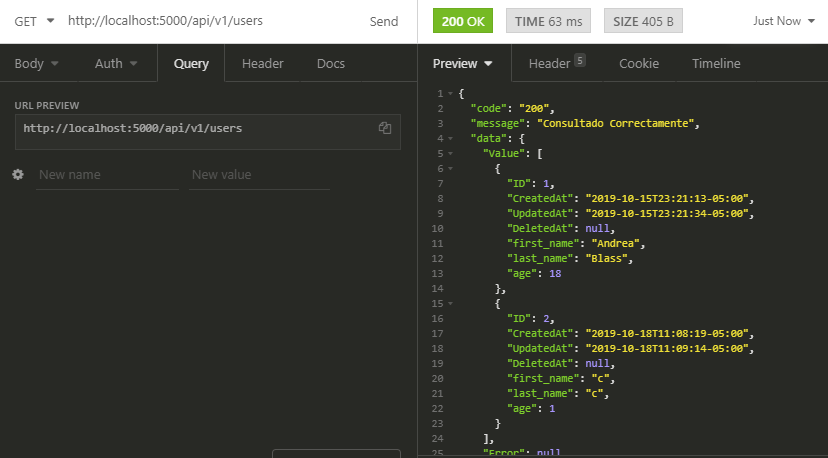 GET http://localhost:5000/api/v1/users Send
200 OK TIME 63 ms SIZE 405 B Just Now
Body Auth Query Header Docs
Preview Header 5 Cookie Timeline
URL PREVIEW
http://localhost:5000/api/v1/users
New name New value
1 {
2 "code": "200",
3 "message": "Consultado Correctamente",
4 "data": {
5 "Value": [
6 {
7 "ID": 1,
8 "CreatedAt": "2019-10-15T23:21:13-05:00",
9 "UpdatedAt": "2019-10-15T23:21:34-05:00",
10 "DeletedAt": null,
11 "first_name": "Andrea",
12 "last_name": "Blass",
13 "age": 18
14 },
15 {
16 "ID": 2,
17 "CreatedAt": "2019-10-18T11:08:19-05:00",
18 "UpdatedAt": "2019-10-18T11:09:14-05:00",
19 "DeletedAt": null,
20 "first_name": "c",
21 "last_name": "c",
22 "age": 1
23 }
24 ],
25 "Error": null